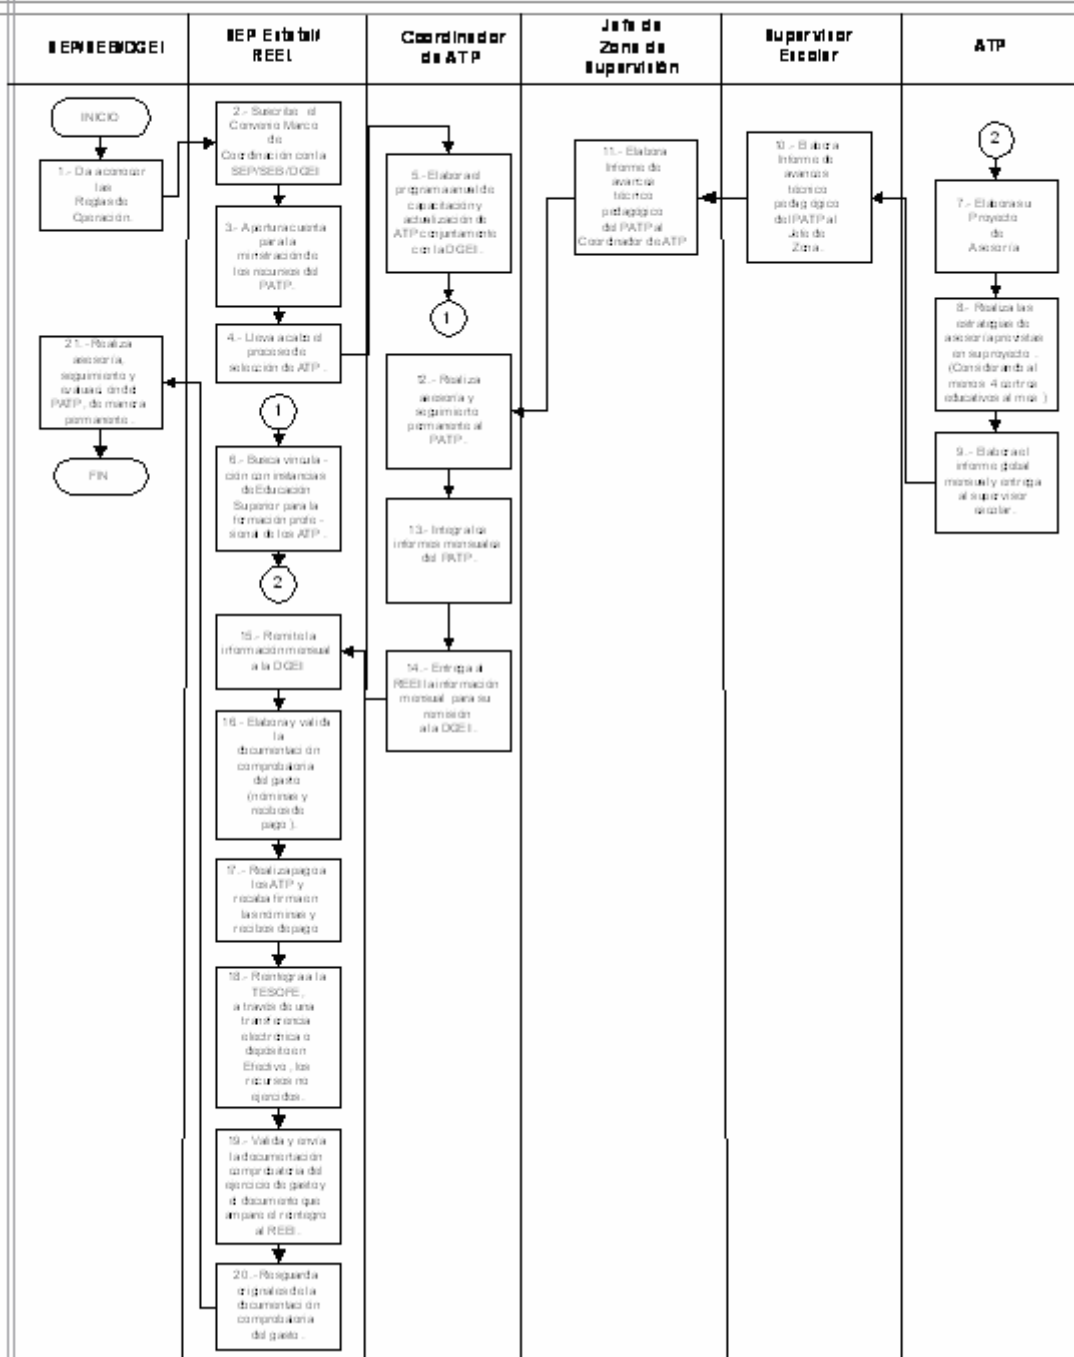 SEP/SEB/DGEI
SEP Estatal/
REEI
Coordinador
de ATP
Jefe de
Zona de
Supervisión
Supervisor
Escolar
ATP
INICIO
1.- Da a conocer
las
Reglas de
Operación.
2.- Suscribe el
Convenio Marco
de
Coordinación con la
SEP/SEB/DGEI
3.- Apertura cuenta
para la
ministración de
los recursos del
PATP.
4.- Lleva a cabo el
proceso de
selección de ATP.
5.- Elabora el
programa anual de
capacitación y
actualización de
ATP conjuntamente
con la DGEI.
1
1
6.- Busca vincula-
ción con instancias
de Educación
Superior para la
formación profe-
sional de los ATP.
2
2
7.- Elabora su
Proyecto
de
Asesoría
8.- Realiza las
estrategias de
asesoría previstas
en su proyecto.
(Considerando al
menos 4 centros
educativos al mes)
9.- Elabora el
informe global
mensual y entrega
al supervisor
escolar.
10.- Elabora
Informe de
avances
técnico
pedagógico
del PATP al
Jefe de
Zona.
11.- Elabora
Informe de
avances
técnico
pedagógico
del PATP al
Coordinador de ATP
12.- Realiza
asesoría y
seguimiento
permanente al
PATP.
13.- Integra los
informes mensuales
del PATP.
14.- Entrega al
REEI la información
mensual para su
remisión
a la DGEI.
15.- Remite la
información mensual
a la DGEI
16.- Elabora y valida
la
documentación
comprobatoria
del gasto
(nóminas y
recibos de
pago).
17.- Realiza pago a
los ATP y
recaba firma en
las nóminas y
recibos de pago
18.- Reintegra a la
TESOFE,
a través de una
transferencia
electrónica o
depósito en
Efectivo, los
recursos no
ejercidos.
19.- Valida y envía
la documentación
comprobatoria del
ejercicio de gasto y
el documento que
ampare el reintegro
al REEI.
20.- Resguarda
originales de la
documentación
comprobatoria
del gasto.
21.- Realiza
asesoría,
seguimiento y
evaluación del
PATP, de manera
permanente.
FIN